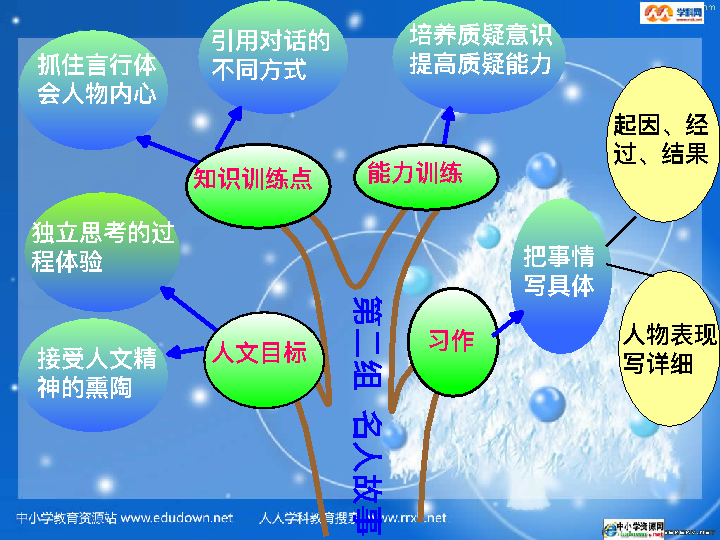 学科网
抓住言行体
会人物内心
引用对话的
不同方式
培养质疑意识
提高质疑能力
起因、经
过、结果
知识训练点
能力训练
独立思考的过
程体验
把事情
写具体
接受人文精
神的熏陶
人文目标
习作
人物表现
写详细
第二组 名人故事
中小学教育资源站 www.edudown.net
人人学科教育搜
中小学资源网